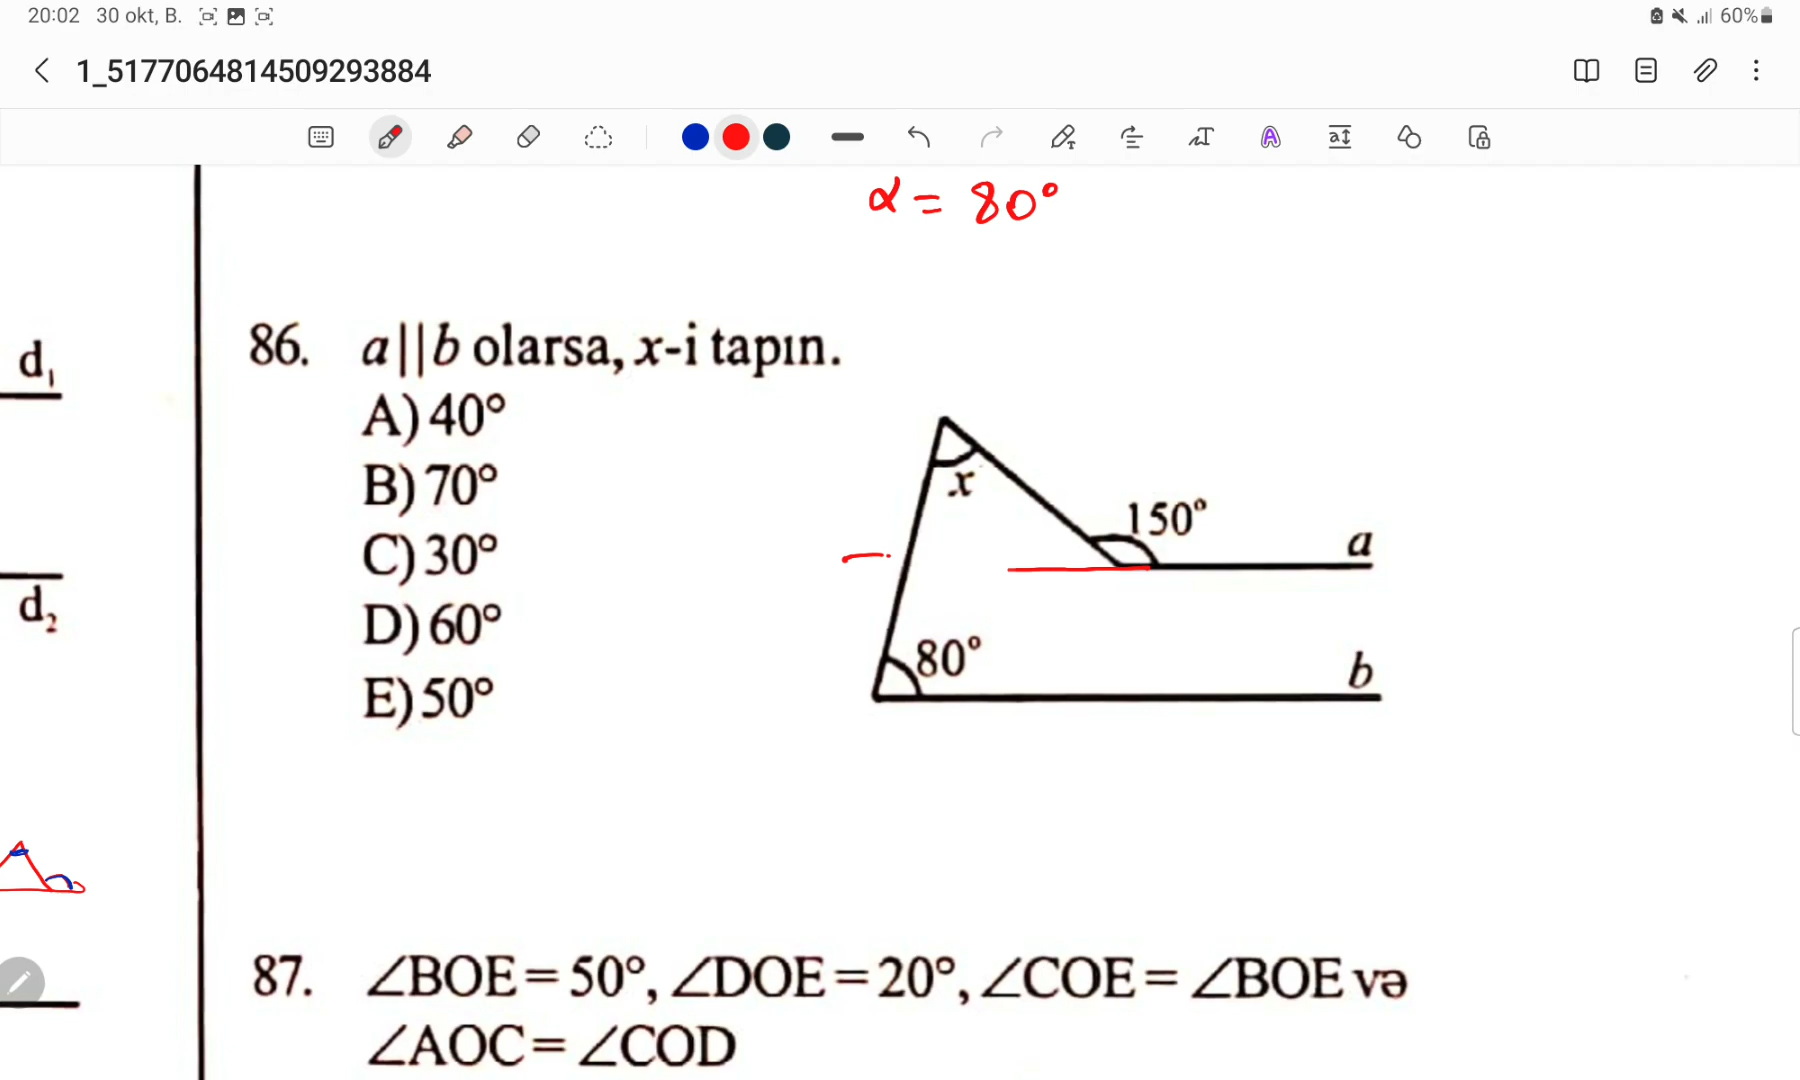 20:02 30 okt, B. 60%
1_5177064814509293884
α = 80°
d₁
d₂
86. a||b olarsa, x-i tapın.
A) 40°
B) 70°
C) 30°
D) 60°
E) 50°
x
150°
a
80°
b
87. ∠BOE = 50°, ∠DOE = 20°, ∠COE = ∠BOE və
∠AOC = ∠COD